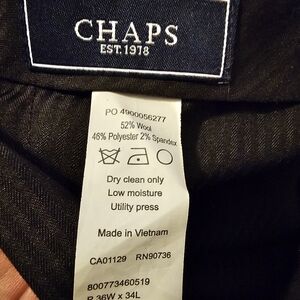 CHAPS
EST. 1978
PO 4900056277
52% Wool
46% Polyester 2% Spandex
Dry clean only
Low moisture
Utility press
Made in Vietnam
CA01129 RN90736
800773460519
R 36W x 34L